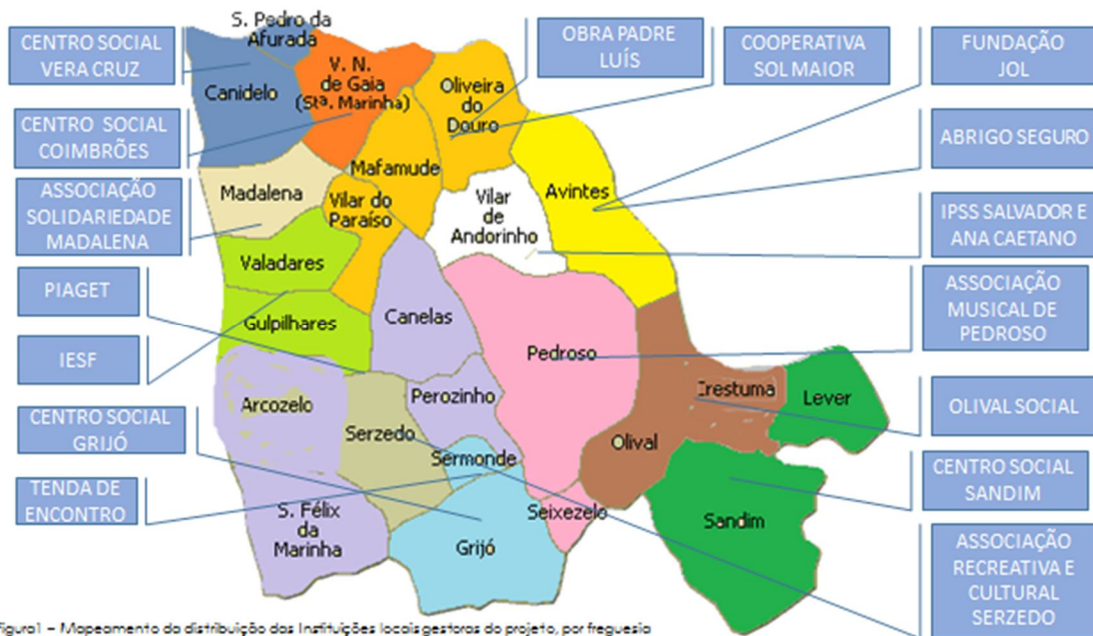 S. Pedro da
Afurada
CENTRO SOCIAL
VERA CRUZ
Canidelo
V. N.
de Gaia
(Stª. Marinha)
Oliveira
do
Douro
OBRA PADRE
LUÍS
COOPERATIVA
SOL MAIOR
FUNDAÇÃO
JOL
CENTRO SOCIAL
COIMBRÕES
Mafamude
ABRIGO SEGURO
ASSOCIAÇÃO
SOLIDARIEDADE
MADALENA
Madalena
Vilar do
Paraíso
Vilar
de
Andorinho
Avintes
IPSS SALVADOR E
ANA CAETANO
Valadares
PIAGET
Gulpilhares
Canelas
ASSOCIAÇÃO
MUSICAL DE
PEDROSO
IESF
Pedroso
Arcozelo
Perozinho
Crestuma
Lever
OLIVAL SOCIAL
CENTRO SOCIAL
GRIJÓ
Serzedo
Olival
Sermonde
CENTRO SOCIAL
SANDIM
TENDA DE
ENCONTRO
S. Félix
da
Marinha
Seixezelo
Sandim
Grijó
ASSOCIAÇÃO
RECREATIVA E
CULTURAL
SERZEDO
Figura1 – Mapeamento da distribuição das Instituições locais gestoras do projeto, por freguesia